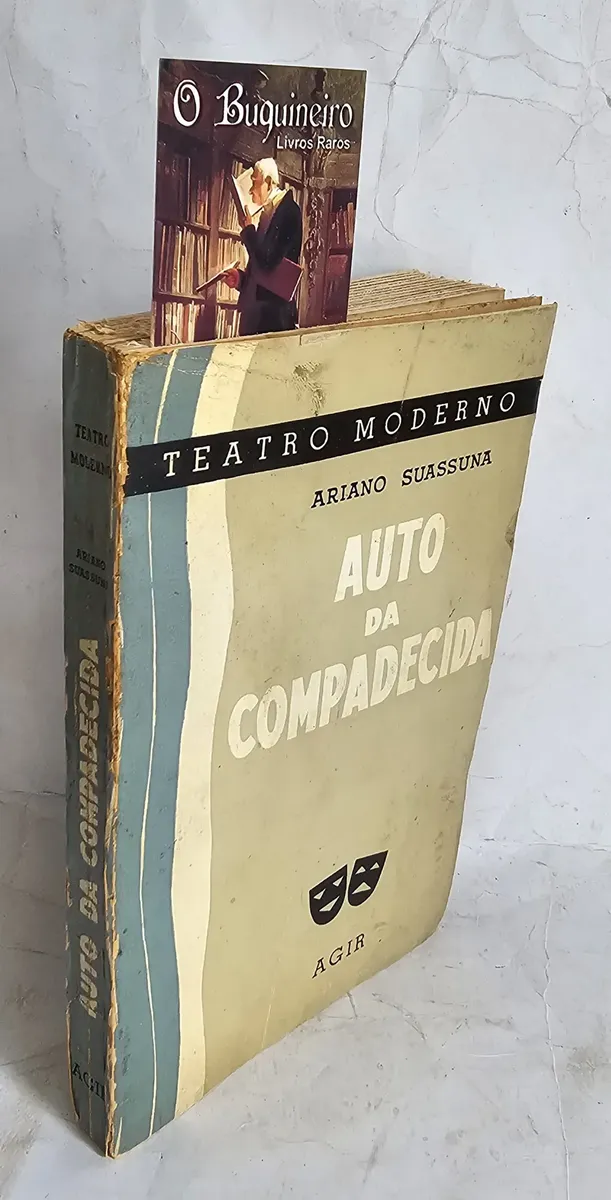 O Buquineiro
Livros Raros
TEATRO MODERNO
ARIANO SUASSUNA
AUTO
DA
COMPADECIDA
AGIR
TEATRO
MODERNO
ARIANO
SUASSUNA
AUTO DA COMPADECIDA
AGIR